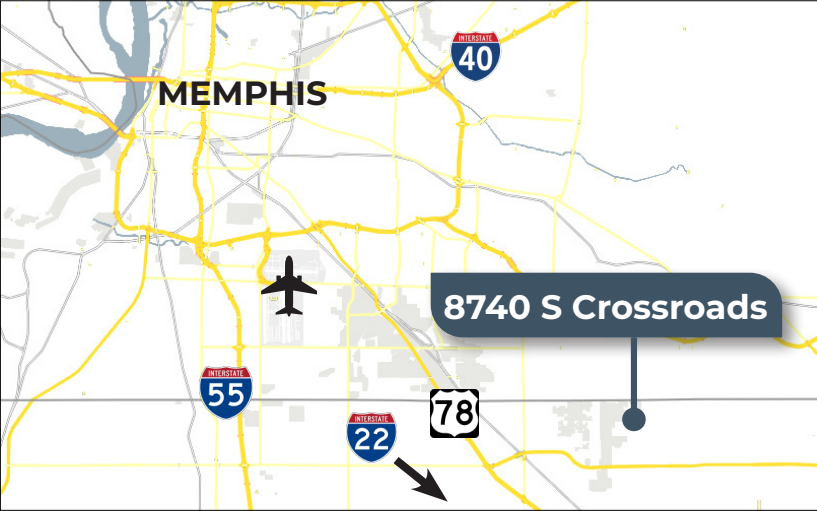 INTERSTATE
40
MEMPHIS
8740 S Crossroads
INTERSTATE
55
78
INTERSTATE
22